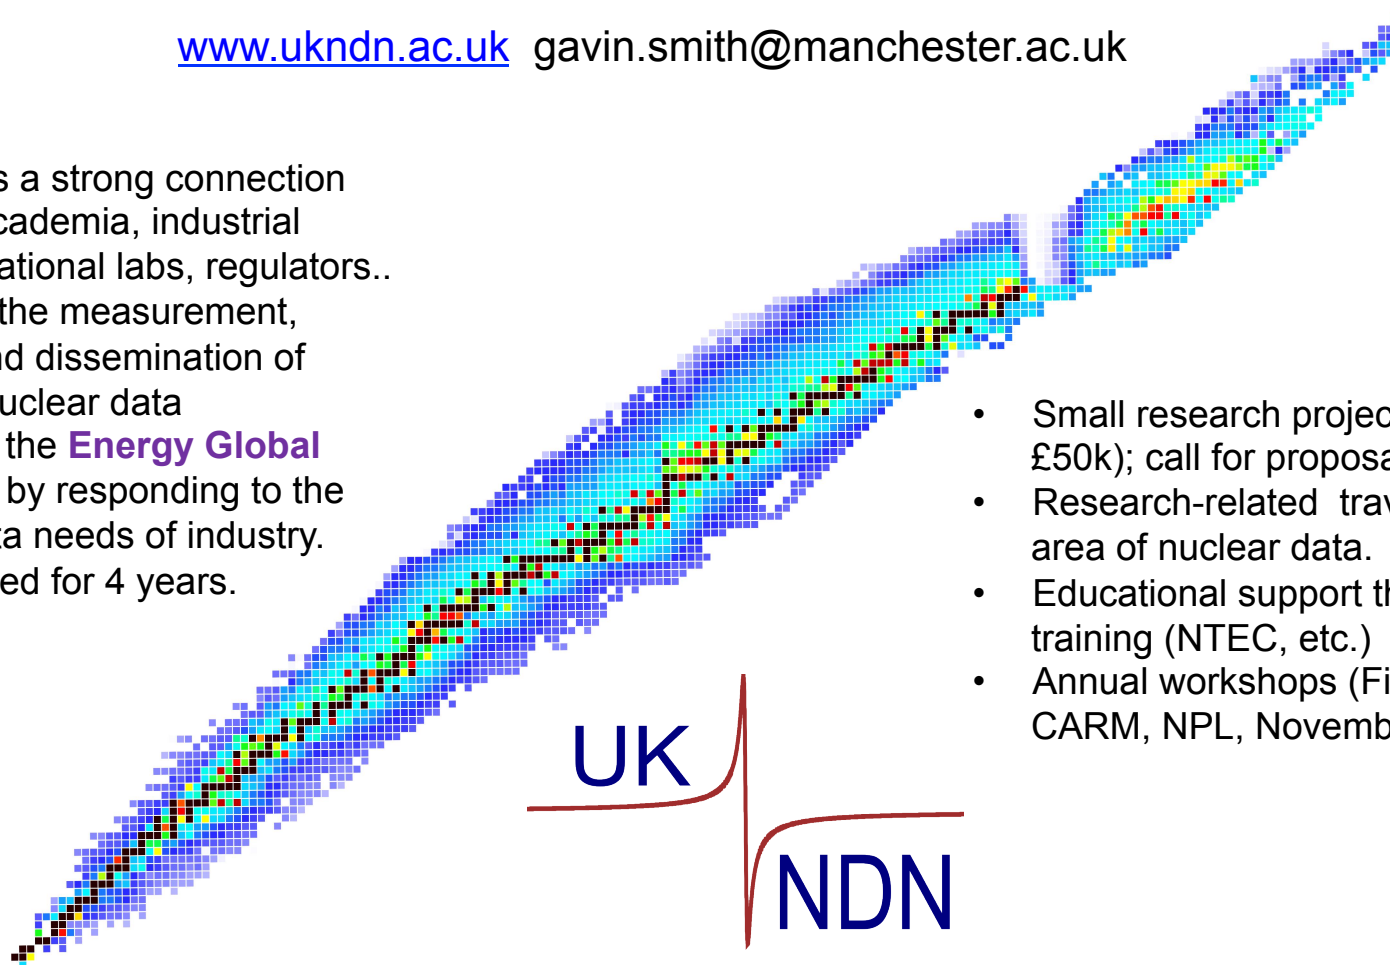 www.ukndn.ac.uk gavin.smith@manchester.ac.uk
s a strong connection
cademia, industrial
ational labs, regulators..
the measurement,
nd dissemination of
uclear data
the Energy Global
by responding to the
ta needs of industry.
ed for 4 years.
• Small research projec
£50k); call for proposa
• Research-related trav
area of nuclear data.
• Educational support th
training (NTEC, etc.)
• Annual workshops (Fi
CARM, NPL, Novemb
UK
NDN